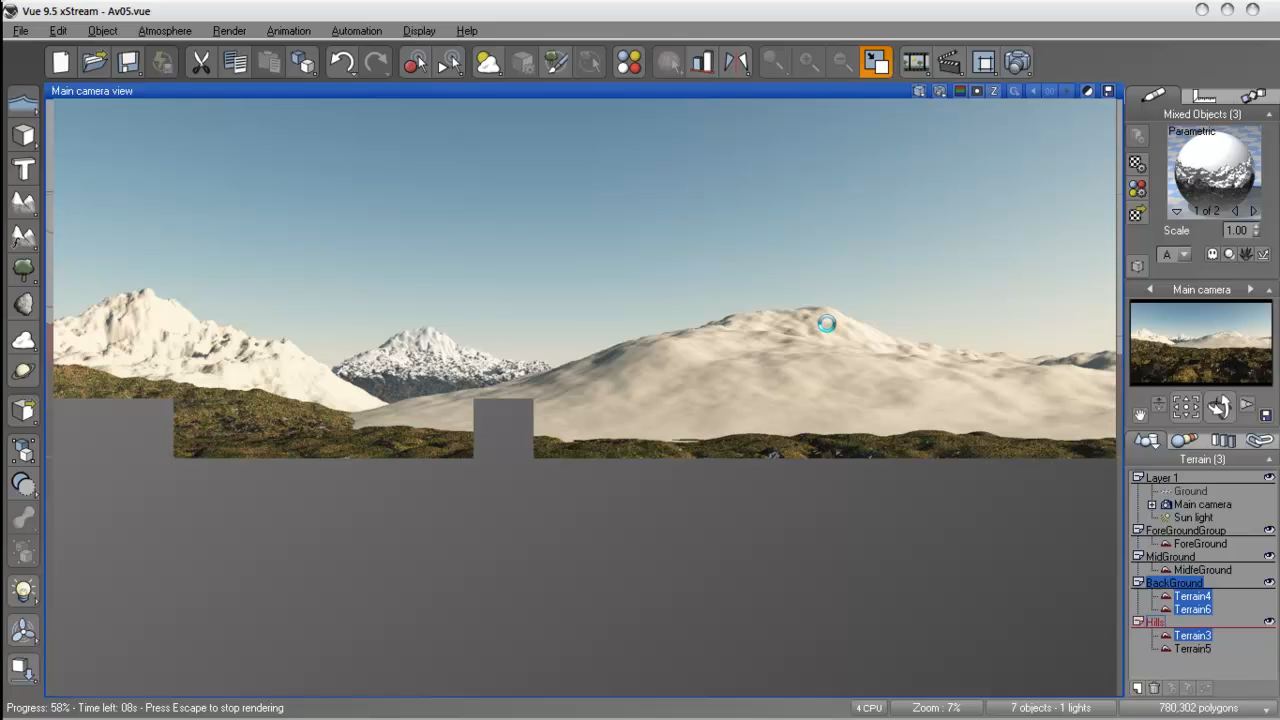 Vue 9.5 xStream - Av05.vue
File Edit Object Atmosphere Render Animation Automation Display Help
Main camera view
Z
Mixed Objects (3)
Parametric
1 of 2
Scale 1.00
A
Main camera
Terrain (3)
Layer 1
Ground
Main camera
Sun light
ForeGroundGroup
ForeGround
MidGround
MidfeGround
BackGround
Terrain4
Terrain6
Hills
Terrain3
Terrain5
Progress: 58% - Time left: 08s - Press Escape to stop rendering
4 CPU
Zoom : 7%
7 objects - 1 lights
780,302 polygons